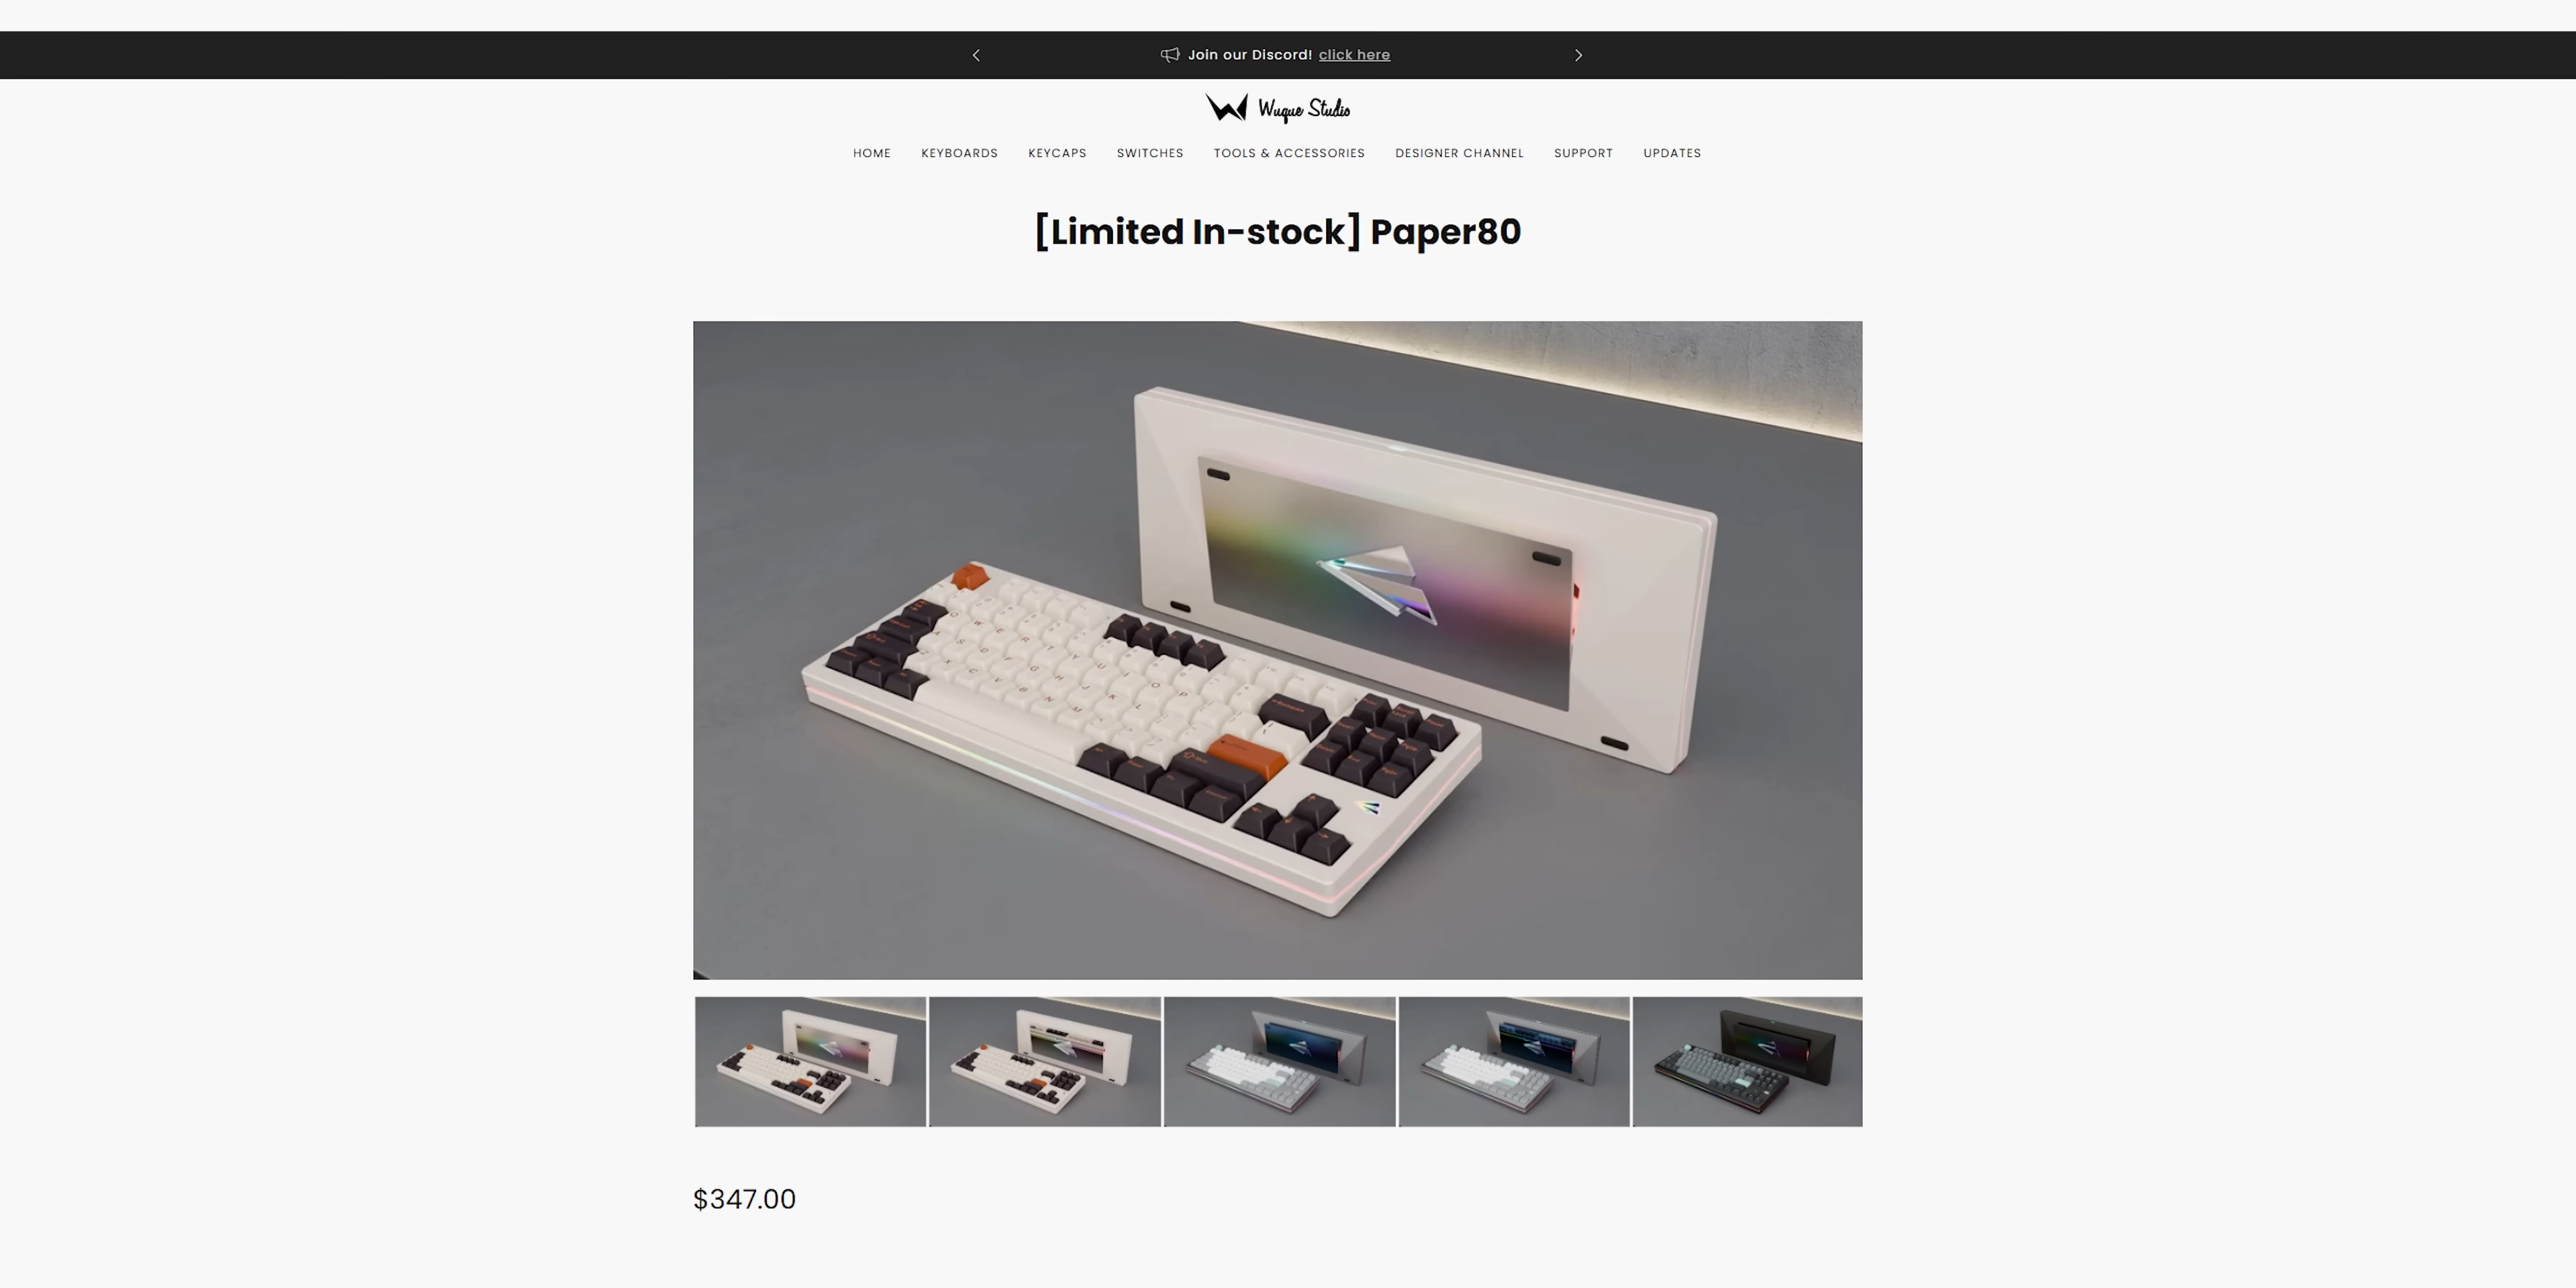 Join our Discord! click here
Wuque Studio
HOME KEYBOARDS KEYCAPS SWITCHES TOOLS & ACCESSORIES DESIGNER CHANNEL SUPPORT UPDATES
[Limited In-stock] Paper80
Q W E R T Y U I O P
A S D F G H J K L
X C V B N M
$347.00